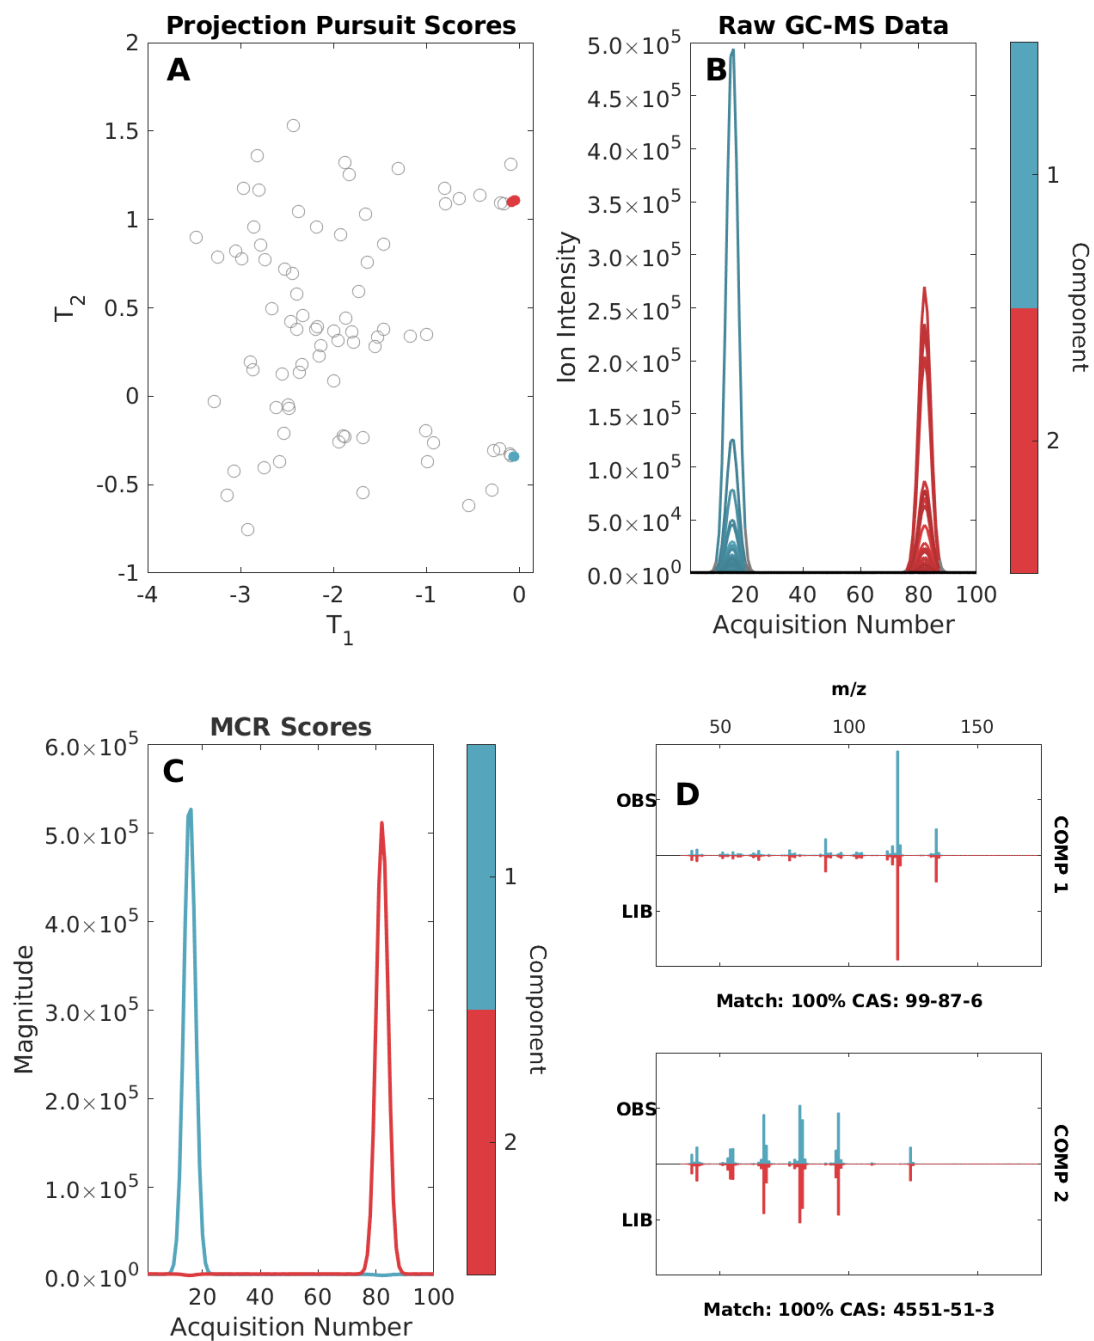 Projection Pursuit Scores
A
2
1.5
1
0.5
0
-0.5
-1
T2
-4 -3 -2 -1 0
T1
Raw GC-MS Data
B
5.0×10^5
4.5×10^5
4.0×10^5
3.5×10^5
3.0×10^5
2.5×10^5
2.0×10^5
1.5×10^5
1.0×10^5
5.0×10^4
0.0×10^0
Ion Intensity
20 40 60 80 100
Acquisition Number
1
2
Component
MCR Scores
C
6.0×10^5
5.0×10^5
4.0×10^5
3.0×10^5
2.0×10^5
1.0×10^5
0.0×10^0
Magnitude
20 40 60 80 100
Acquisition Number
1
2
Component
m/z
50 100 150
D
OBS
LIB
COMP 1
Match: 100% CAS: 99-87-6
OBS
LIB
COMP 2
Match: 100% CAS: 4551-51-3